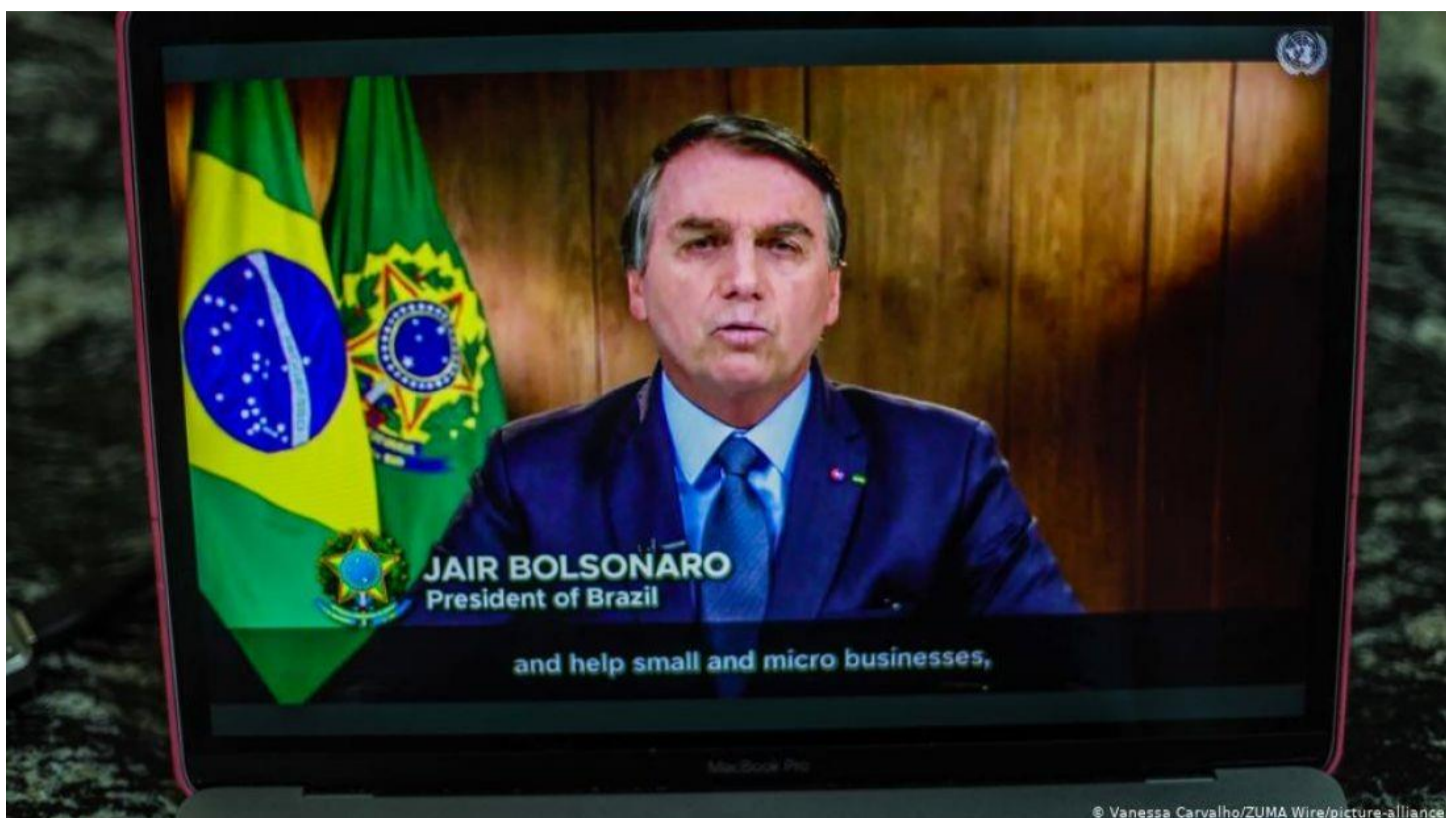 JAIR BOLSONARO
President of Brazil
and help small and micro businesses,
MacBook Pro
© Vanessa Carvalho/ZUMA Wire/picture-alliance